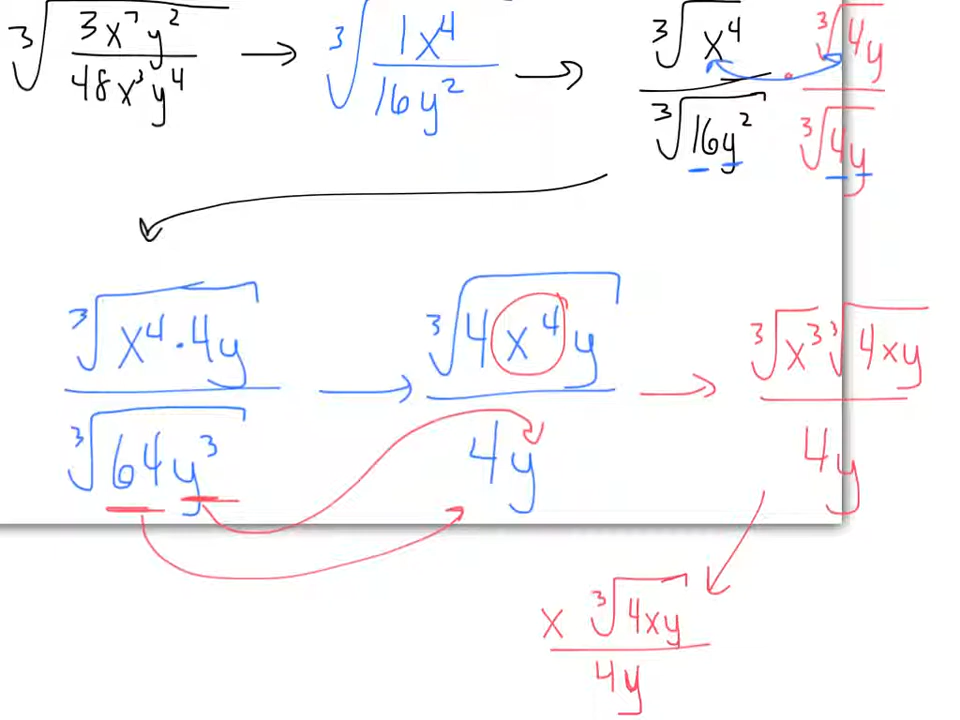 ∛(3x⁷y²/48x³y⁴) → ∛(1x⁴/16y²) → ∛x⁴/∛16y² · ∛4y/∛4y
∛(x⁴·4y)/∛(64y³) → ∛(4x⁴y)/4y → ∛x³ ∛4xy/4y
x ∛4xy/4y